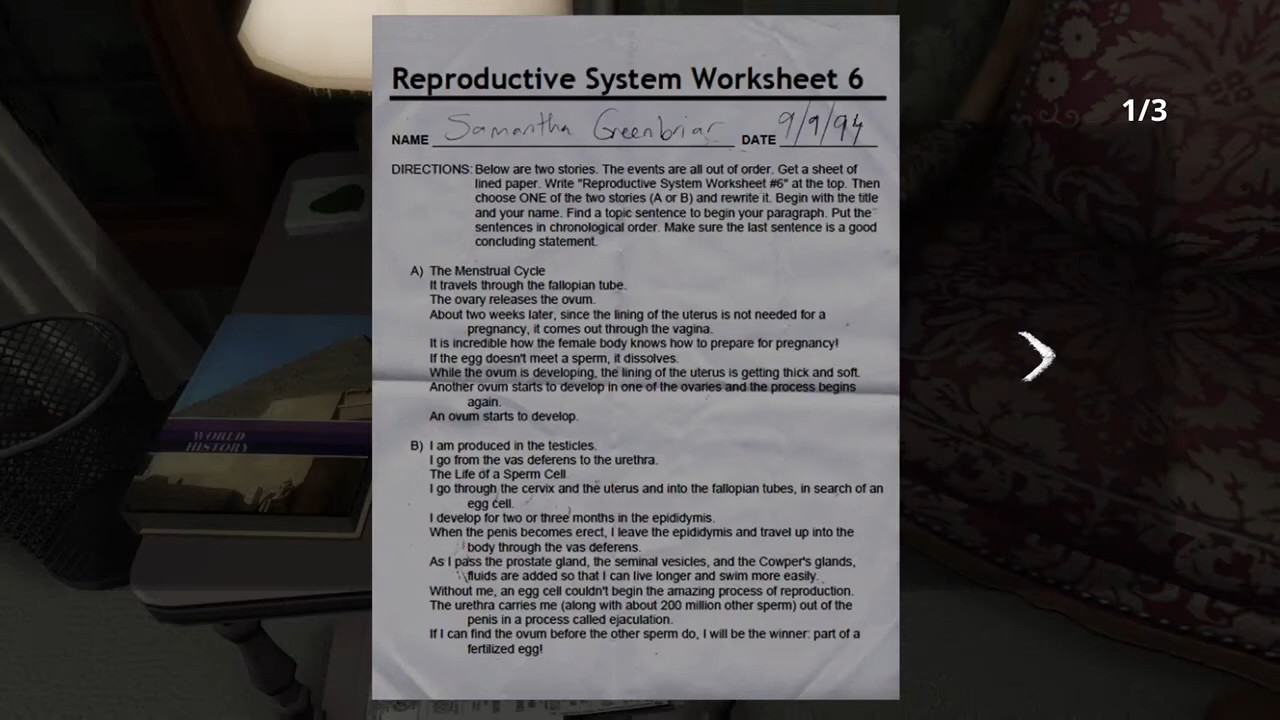 Reproductive System Worksheet 6
1/3
NAME Samantha Greenbriar DATE 9/9/94
DIRECTIONS: Below are two stories. The events are all out of order. Get a sheet of
lined paper. Write "Reproductive System Worksheet #6" at the top. Then
choose ONE of the two stories (A or B) and rewrite it. Begin with the title
and your name. Find a topic sentence to begin your paragraph. Put the
sentences in chronological order. Make sure the last sentence is a good
concluding statement.
A) The Menstrual Cycle
It travels through the fallopian tube.
The ovary releases the ovum.
About two weeks later, since the lining of the uterus is not needed for a
pregnancy, it comes out through the vagina.
It is incredible how the female body knows how to prepare for pregnancy!
If the egg doesn't meet a sperm, it dissolves.
While the ovum is developing, the lining of the uterus is getting thick and soft.
Another ovum starts to develop in one of the ovaries and the process begins
again.
An ovum starts to develop.
B) I am produced in the testicles.
I go from the vas deferens to the urethra.
The Life of a Sperm Cell
I go through the cervix and the uterus and into the fallopian tubes, in search of an
egg cell.
I develop for two or three months in the epididymis.
When the penis becomes erect, I leave the epididymis and travel up into the
body through the vas deferens.
As I pass the prostate gland, the seminal vesicles, and the Cowper's glands,
fluids are added so that I can live longer and swim more easily.
Without me, an egg cell couldn't begin the amazing process of reproduction.
The urethra carries me (along with about 200 million other sperm) out of the
penis in a process called ejaculation.
If I can find the ovum before the other sperm do, I will be the winner: part of a
fertilized egg!
WORLD
HISTORY